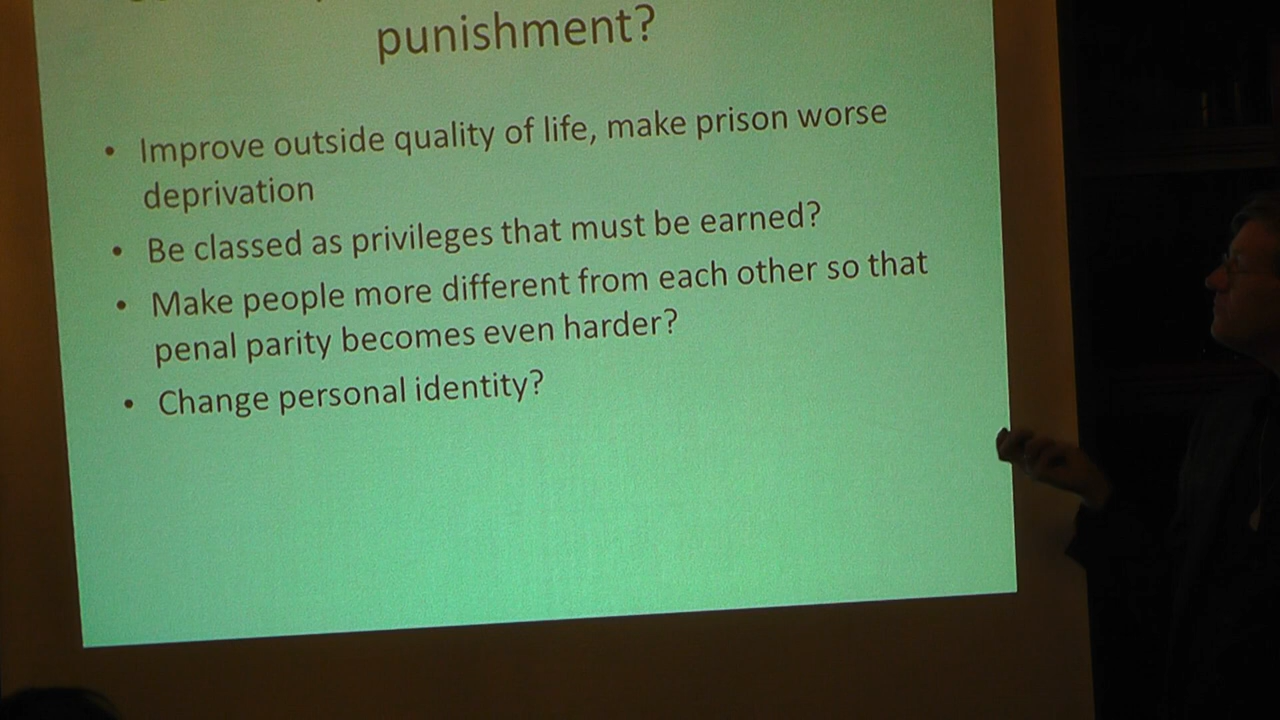 punishment?
• Improve outside quality of life, make prison worse
deprivation
• Be classed as privileges that must be earned?
• Make people more different from each other so that
penal parity becomes even harder?
• Change personal identity?